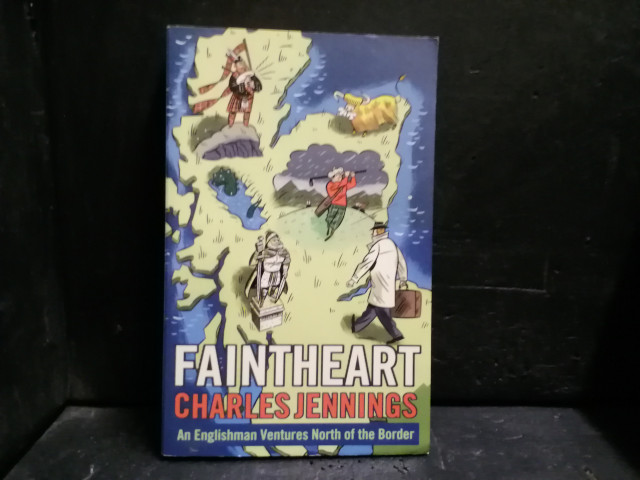 FAINTHEART
CHARLES JENNINGS
An Englishman Ventures North of the Border